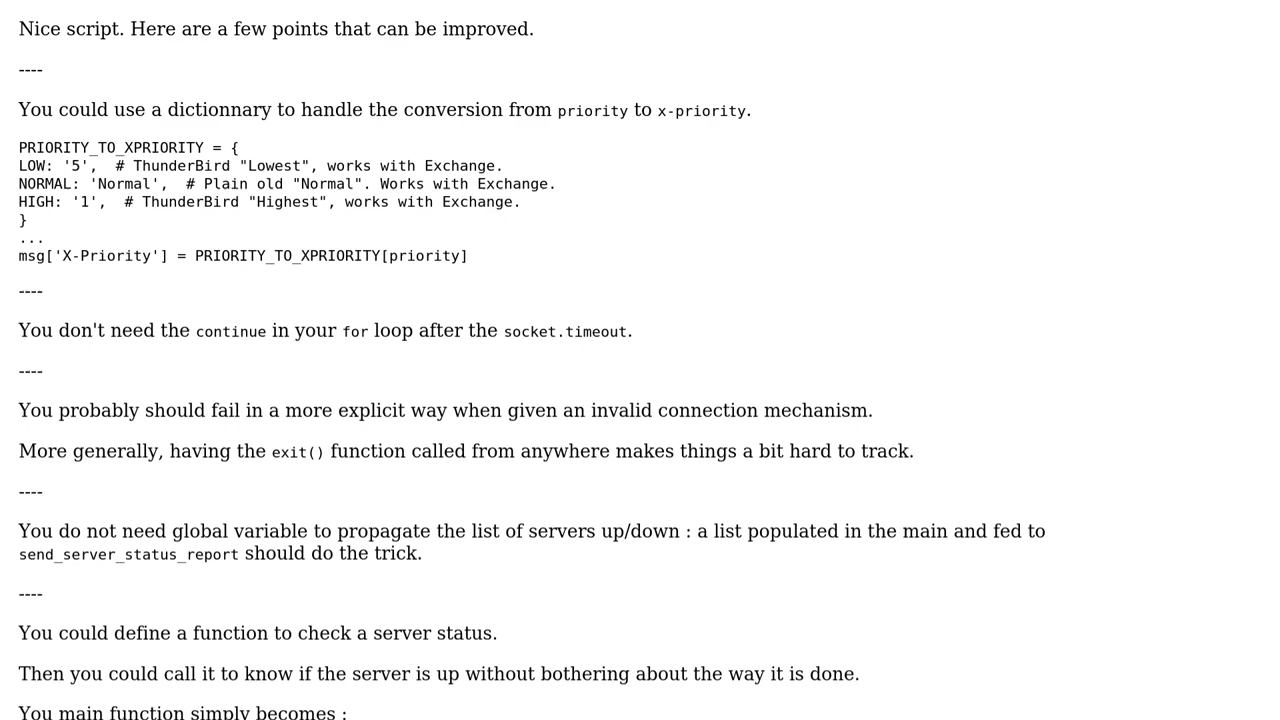 Nice script. Here are a few points that can be improved.
----
You could use a dictionnary to handle the conversion from priority to x-priority.
PRIORITY_TO_XPRIORITY = {
LOW: '5',  # ThunderBird "Lowest", works with Exchange.
NORMAL: 'Normal',  # Plain old "Normal". Works with Exchange.
HIGH: '1',  # ThunderBird "Highest", works with Exchange.
}
...
msg['X-Priority'] = PRIORITY_TO_XPRIORITY[priority]
----
You don't need the continue in your for loop after the socket.timeout.
----
You probably should fail in a more explicit way when given an invalid connection mechanism.
More generally, having the exit() function called from anywhere makes things a bit hard to track.
----
You do not need global variable to propagate the list of servers up/down : a list populated in the main and fed to
send_server_status_report should do the trick.
----
You could define a function to check a server status.
Then you could call it to know if the server is up without bothering about the way it is done.
You main function simply becomes :